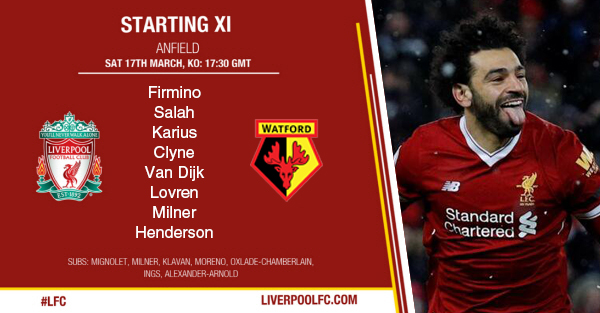 STARTING XI
ANFIELD
SAT 17TH MARCH, KO: 17:30 GMT
Firmino
Salah
Karius
Clyne
Van Dijk
Lovren
Milner
Henderson
YOU'LL NEVER WALK ALONE
LIVERPOOL
FOOTBALL CLUB
EST·1892
WATFORD
SUBS: MIGNOLET, MILNER, KLAVAN, MORENO, OXLADE-CHAMBERLAIN,
INGS, ALEXANDER-ARNOLD
#LFC
LIVERPOOLFC.COM
L.F.C.
Standard
Chartered